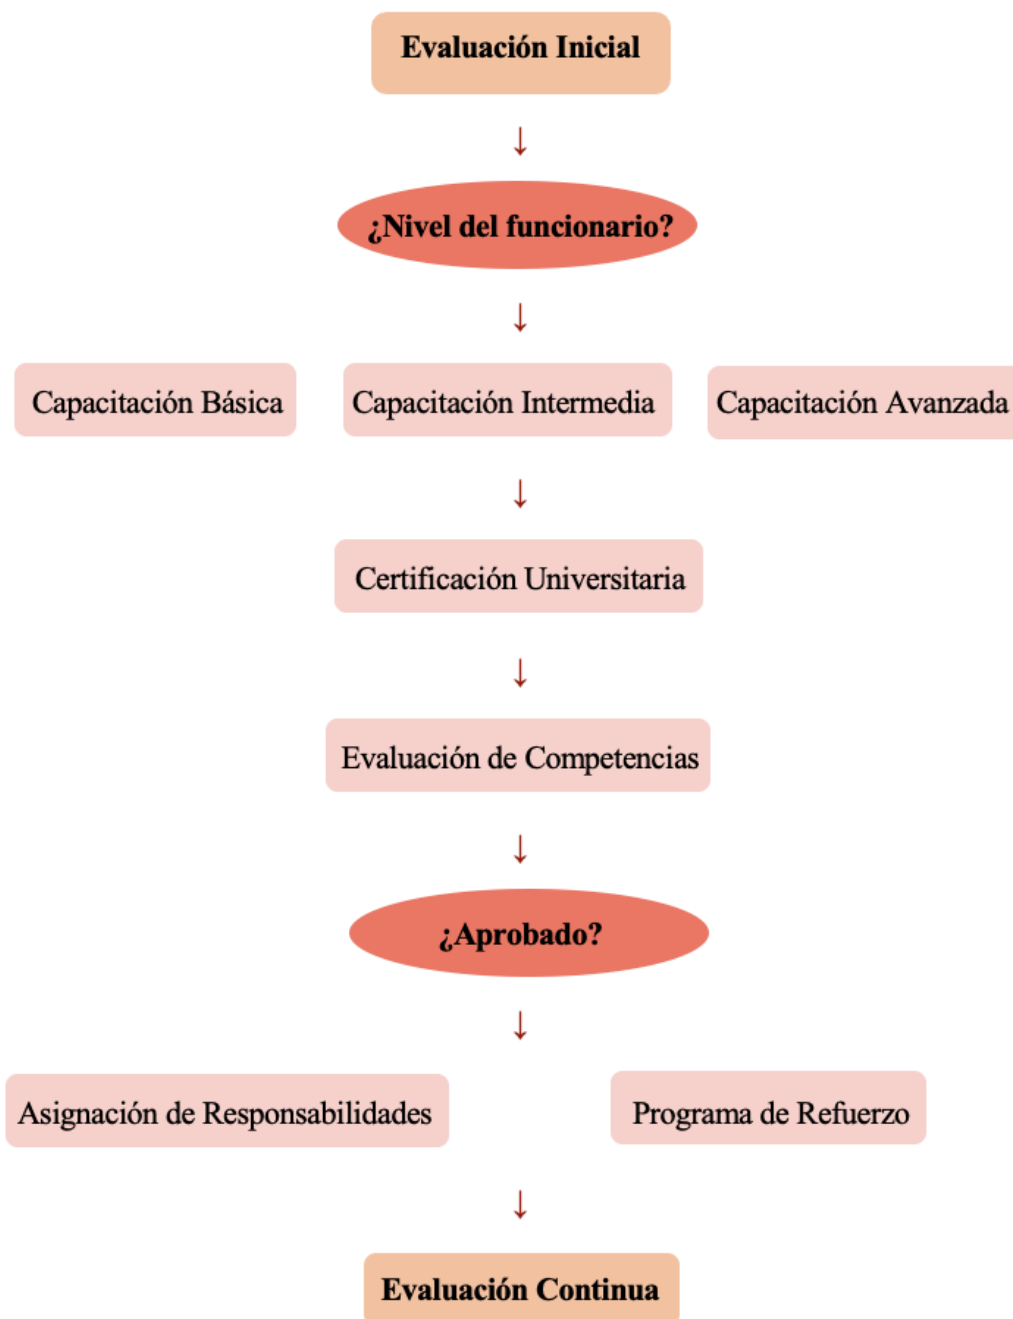 Evaluación Inicial
↓
¿Nivel del funcionario?
↓
Capacitación Básica
Capacitación Intermedia
Capacitación Avanzada
↓
Certificación Universitaria
↓
Evaluación de Competencias
↓
¿Aprobado?
↓
Asignación de Responsabilidades
Programa de Refuerzo
↓
Evaluación Continua